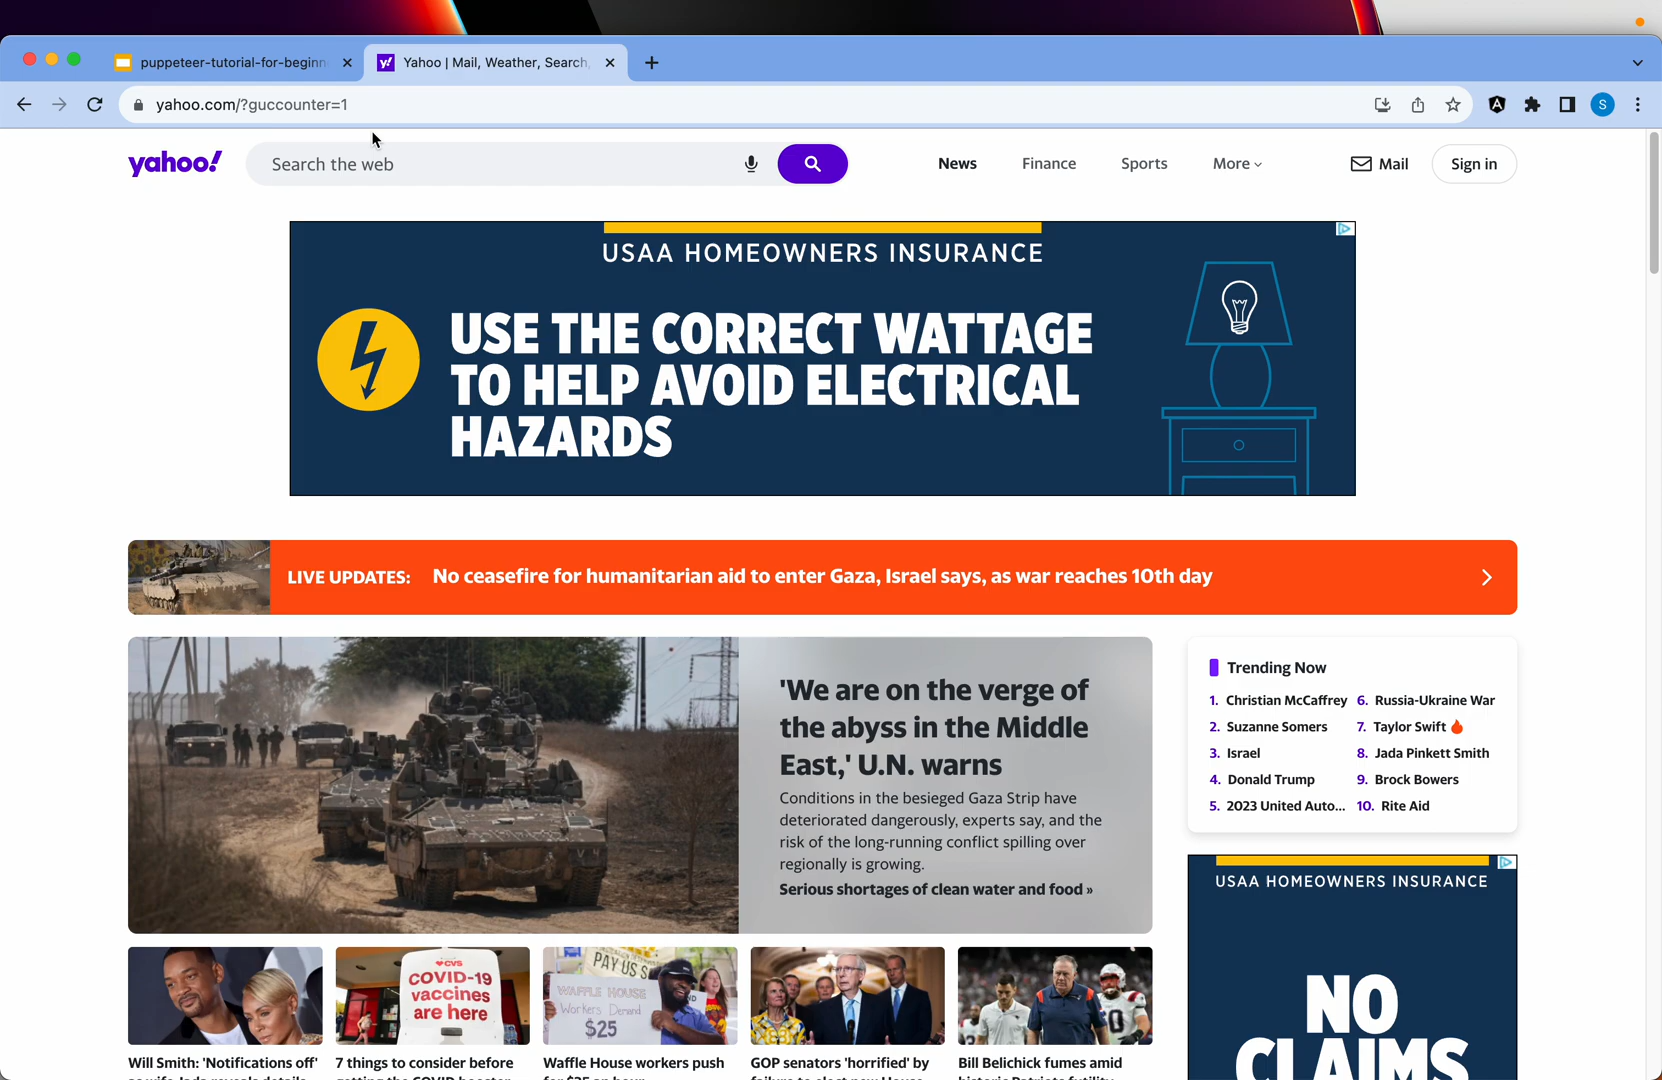 puppeteer-tutorial-for-beginn
Yahoo | Mail, Weather, Search,
yahoo.com/?guccounter=1
S
yahoo!
Search the web
News
Finance
Sports
More
Mail
Sign in
USAA HOMEOWNERS INSURANCE
USE THE CORRECT WATTAGE
TO HELP AVOID ELECTRICAL
HAZARDS
LIVE UPDATES: No ceasefire for humanitarian aid to enter Gaza, Israel says, as war reaches 10th day
'We are on the verge of
the abyss in the Middle
East,' U.N. warns
Conditions in the besieged Gaza Strip have
deteriorated dangerously, experts say, and the
risk of the long-running conflict spilling over
regionally is growing.
Serious shortages of clean water and food »
Trending Now
1. Christian McCaffrey
2. Suzanne Somers
3. Israel
4. Donald Trump
5. 2023 United Auto...
6. Russia-Ukraine War
7. Taylor Swift
8. Jada Pinkett Smith
9. Brock Bowers
10. Rite Aid
USAA HOMEOWNERS INSURANCE
NO
CLAIMS
CVS
COVID-19
vaccines
are here
PAY US
WAFFLE HOUSE
Workers Demand
$25
Will Smith: 'Notifications off'
7 things to consider before
Waffle House workers push
GOP senators 'horrified' by
Bill Belichick fumes amid